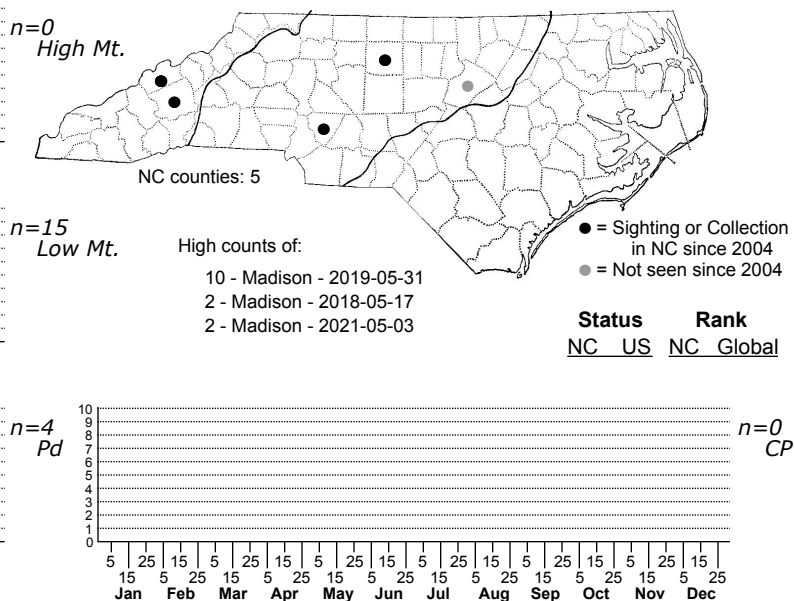 n=0
High Mt.
NC counties: 5
n=15
Low Mt.
High counts of:
10 - Madison - 2019-05-31
2 - Madison - 2018-05-17
2 - Madison - 2021-05-03
● = Sighting or Collection
in NC since 2004
● = Not seen since 2004
Status Rank
NC US NC Global
n=4
Pd
n=0
CP
10
9
8
7
6
5
4
3
2
1
0
5 25 15 5 25 15 5 25 15 5 25 15 5 25 15 5 25 15
15 5 25 15 5 25 15 5 25 15 5 25 15 5 25 15 5 25
Jan Feb Mar Apr May Jun Jul Aug Sep Oct Nov Dec